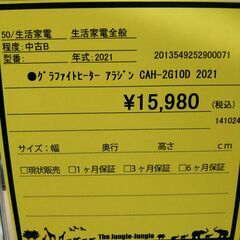 50/生活家電 生活家電全般
程度:中古B 2013549252900071
型番: 年式:2021
●グラファイトヒーター アラジン CAH-2G10D 2021
¥15,980(税込)
141024
サイズ:幅 奥行 高さ cm
□現状販売 □1ヶ月保証 □3ヶ月保証 □6ヶ月保証
The Jungle-Jungle